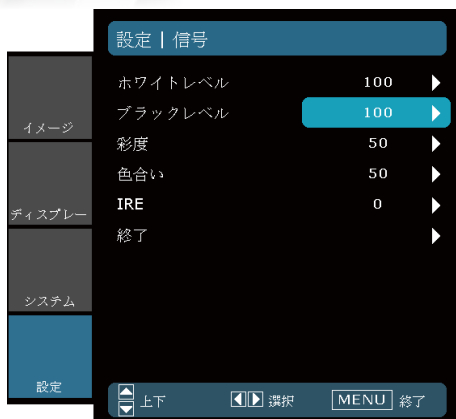 設定 | 信号
ホワイトレベル 100
ブラックレベル 100
彩度 50
色合い 50
IRE 0
終了
イメージ
ディスプレー
システム
設定
上下 選択 MENU 終了